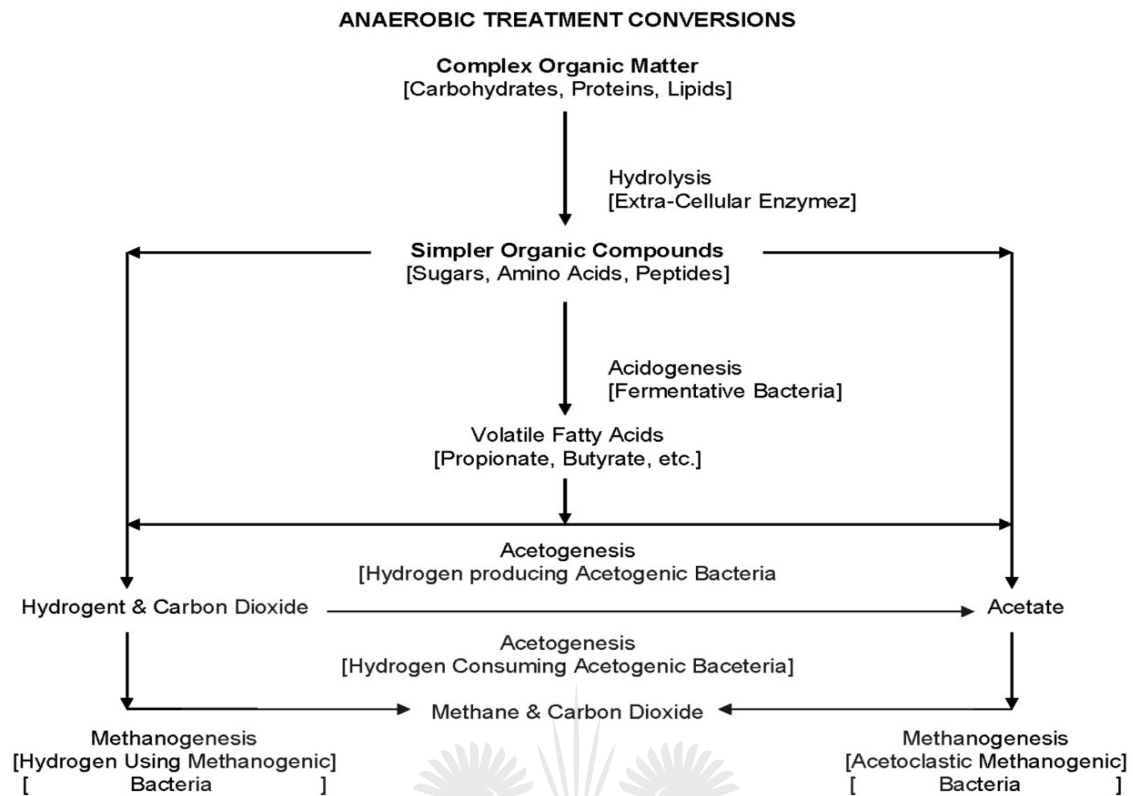 ANAEROBIC TREATMENT CONVERSIONS
Complex Organic Matter
[Carbohydrates, Proteins, Lipids]
Hydrolysis
[Extra-Cellular Enzymez]
Simpler Organic Compounds
[Sugars, Amino Acids, Peptides]
Acidogenesis
[Fermentative Bacteria]
Volatile Fatty Acids
[Propionate, Butyrate, etc.]
Acetogenesis
[Hydrogen producing Acetogenic Bacteria
Hydrogent & Carbon Dioxide
Acetate
Acetogenesis
[Hydrogen Consuming Acetogenic Baceteria]
Methane & Carbon Dioxide
Methanogenesis
[Hydrogen Using Methanogenic]
[ Bacteria ]
Methanogenesis
[Acetoclastic Methanogenic]
[ Bacteria ]